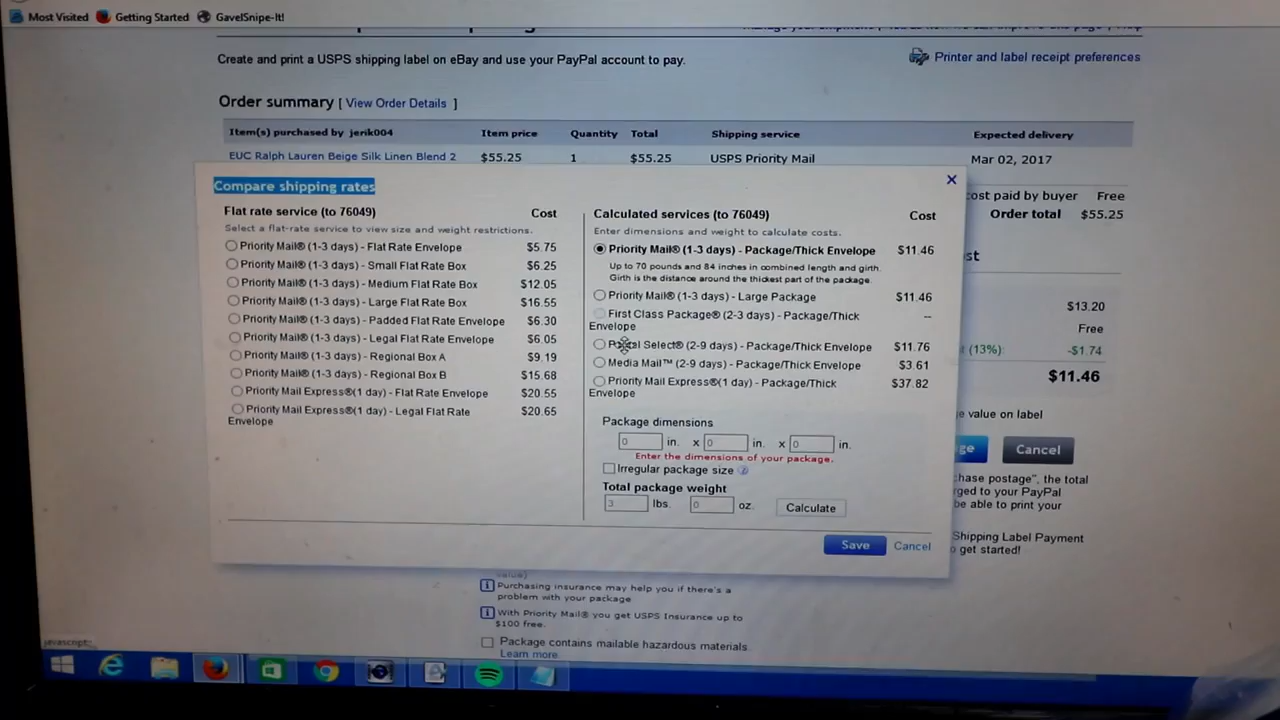 Most Visited Getting Started GavelSnipe-It!
Create and print a USPS shipping label on eBay and use your PayPal account to pay.
Printer and label receipt preferences
Order summary [ View Order Details ]
Item(s) purchased by jerik004 Item price Quantity Total Shipping service Expected delivery
EUC Ralph Lauren Beige Silk Linen Blend 2 $55.25 1 $55.25 USPS Priority Mail Mar 02, 2017
cost paid by buyer Free
Order total $55.25
Compare shipping rates
Flat rate service (to 76049) Cost
Select a flat-rate service to view size and weight restrictions.
Priority Mail® (1-3 days) - Flat Rate Envelope $5.75
Priority Mail® (1-3 days) - Small Flat Rate Box $6.25
Priority Mail® (1-3 days) - Medium Flat Rate Box $12.05
Priority Mail® (1-3 days) - Large Flat Rate Box $16.55
Priority Mail® (1-3 days) - Padded Flat Rate Envelope $6.30
Priority Mail® (1-3 days) - Legal Flat Rate Envelope $6.05
Priority Mail® (1-3 days) - Regional Box A $9.19
Priority Mail® (1-3 days) - Regional Box B $15.68
Priority Mail Express®(1 day) - Flat Rate Envelope $20.55
Priority Mail Express®(1 day) - Legal Flat Rate $20.65
Envelope
Calculated services (to 76049) Cost
Enter dimensions and weight to calculate costs.
Priority Mail® (1-3 days) - Package/Thick Envelope $11.46
Up to 70 pounds and 84 inches in combined length and girth.
Girth is the distance around the thickest part of the package.
Priority Mail® (1-3 days) - Large Package $11.46
First Class Package® (2-3 days) - Package/Thick --
Envelope
Select® (2-9 days) - Package/Thick Envelope $11.76
Media Mail™ (2-9 days) - Package/Thick Envelope $3.61
Priority Mail Express®(1 day) - Package/Thick $37.82
Envelope
Package dimensions
0 in. x 0 in. x 0 in.
Enter the dimensions of your package.
Irregular package size
Total package weight
3 lbs. 0 oz. Calculate
Save Cancel
st
$13.20
Free
(13%) -$1.74
$11.46
value on label
ge Cancel
chase postage", the total
rged to your PayPal
be able to print your
Shipping Label Payment
get started!
value)
Purchasing insurance may help you if there's a
problem with your package
With Priority Mail® you get USPS Insurance up to
$100 free.
Package contains mailable hazardous materials
Learn more